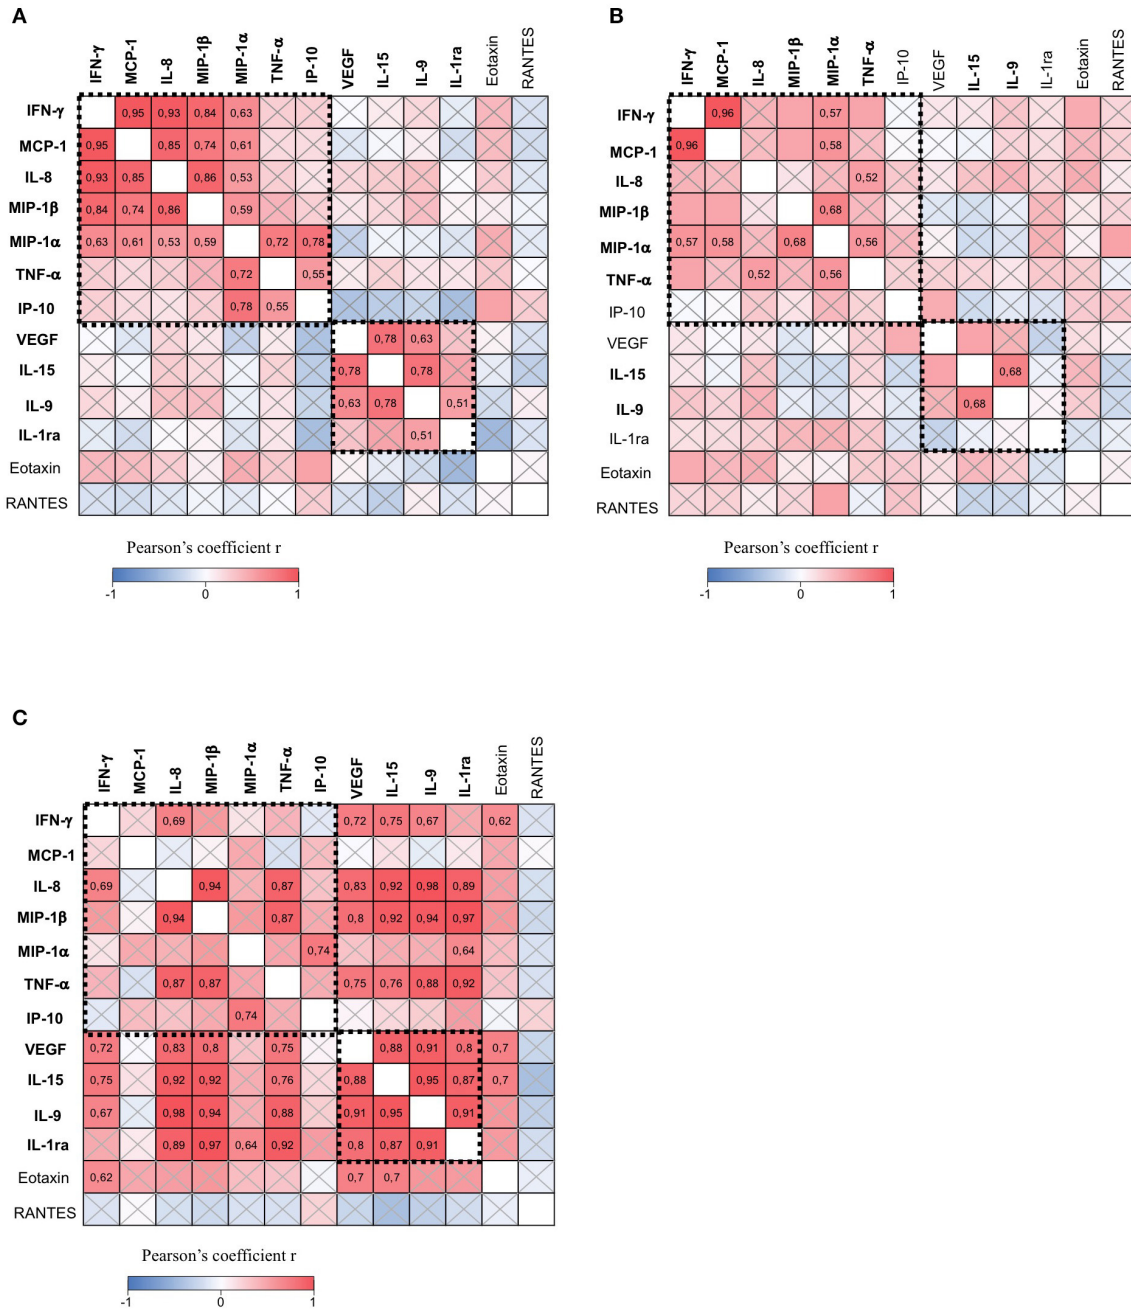 A
IFN-γ MCP-1 IL-8 MIP-1β MIP-1α TNF-α IP-10 VEGF IL-15 IL-9 IL-1ra Eotaxin RANTES
IFN-γ 0,95 0,93 0,84 0,63
MCP-1 0,95 0,85 0,74 0,61
IL-8 0,93 0,85 0,86 0,53
MIP-1β 0,84 0,74 0,86 0,59
MIP-1α 0,63 0,61 0,53 0,59 0,72 0,78
TNF-α 0,72 0,55
IP-10 0,78 0,55
VEGF 0,78 0,63
IL-15 0,78 0,78
IL-9 0,63 0,78 0,51
IL-1ra 0,51
Eotaxin
RANTES
Pearson's coefficient r
-1 0 1
B
IFN-γ MCP-1 IL-8 MIP-1β MIP-1α TNF-α IP-10 VEGF IL-15 IL-9 IL-1ra Eotaxin RANTES
IFN-γ 0,96 0,57
MCP-1 0,96 0,58
IL-8 0,52
MIP-1β 0,68
MIP-1α 0,57 0,58 0,68 0,56
TNF-α 0,52 0,56
IP-10
VEGF
IL-15 0,68
IL-9 0,68
IL-1ra
Eotaxin
RANTES
Pearson's coefficient r
-1 0 1
C
IFN-γ MCP-1 IL-8 MIP-1β MIP-1α TNF-α IP-10 VEGF IL-15 IL-9 IL-1ra Eotaxin RANTES
IFN-γ 0,69 0,72 0,75 0,67 0,62
MCP-1
IL-8 0,69 0,94 0,87 0,83 0,92 0,98 0,89
MIP-1β 0,94 0,87 0,8 0,92 0,94 0,97
MIP-1α 0,74 0,64
TNF-α 0,87 0,87 0,75 0,76 0,88 0,92
IP-10 0,74
VEGF 0,72 0,83 0,8 0,75 0,88 0,91 0,8 0,7
IL-15 0,75 0,92 0,92 0,76 0,88 0,95 0,87 0,7
IL-9 0,67 0,98 0,94 0,88 0,91 0,95 0,91
IL-1ra 0,89 0,97 0,64 0,92 0,8 0,87 0,91
Eotaxin 0,62 0,7 0,7
RANTES
Pearson's coefficient r
-1 0 1